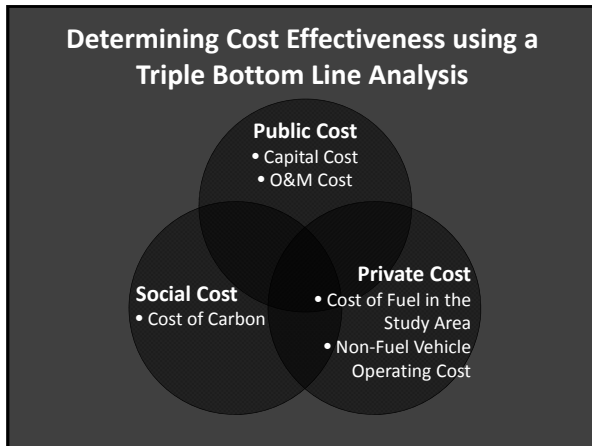 Determining Cost Effectiveness using a
Triple Bottom Line Analysis
Public Cost
• Capital Cost
• O&M Cost
Social Cost
• Cost of Carbon
Private Cost
• Cost of Fuel in the
Study Area
• Non-Fuel Vehicle
Operating Cost